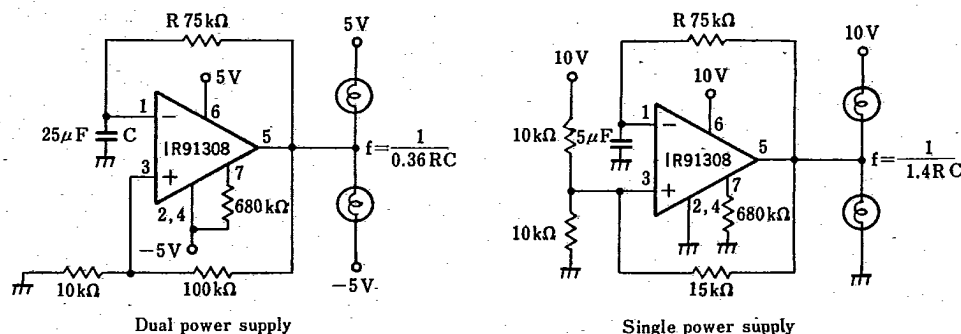 R 75kΩ
5V
5V
1
6
25μF
C
IR91308
5
f=1/0.36RC
3
7
2,4
680kΩ
−5V
10kΩ
100kΩ
−5V
Dual power supply
R 75kΩ
10V
10V
10V
1
6
10kΩ
5μF
IR91308
5
f=1/1.4RC
3
7
2,4
680kΩ
10kΩ
15kΩ
Single power supply